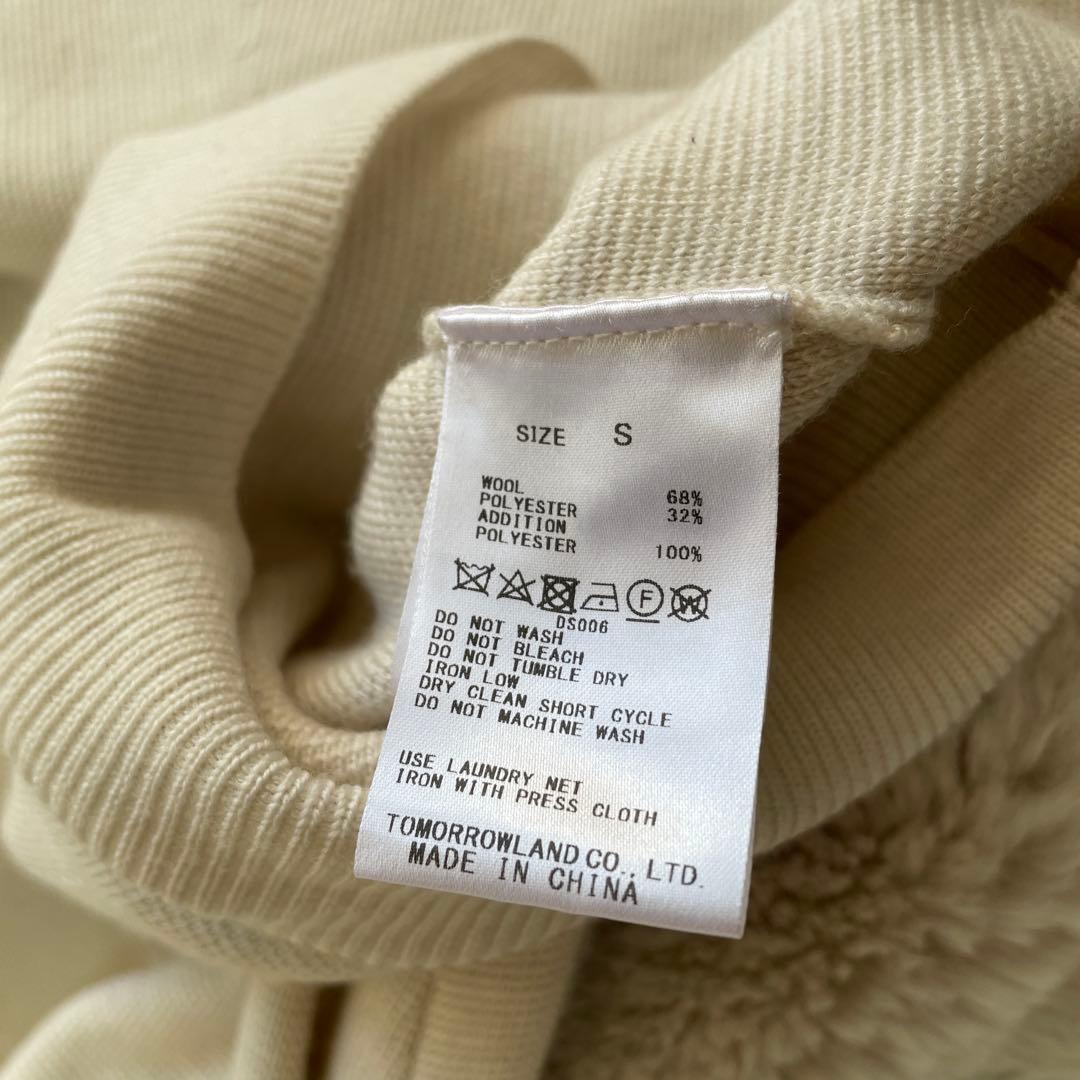 SIZE S
WOOL 68%
POLYESTER 32%
ADDITION
POLYESTER 100%
F W
DS006
DO NOT WASH
DO NOT BLEACH
DO NOT TUMBLE DRY
IRON LOW
DRY CLEAN SHORT CYCLE
DO NOT MACHINE WASH
USE LAUNDRY NET
IRON WITH PRESS CLOTH
TOMORROWLAND CO., LTD.
MADE IN CHINA